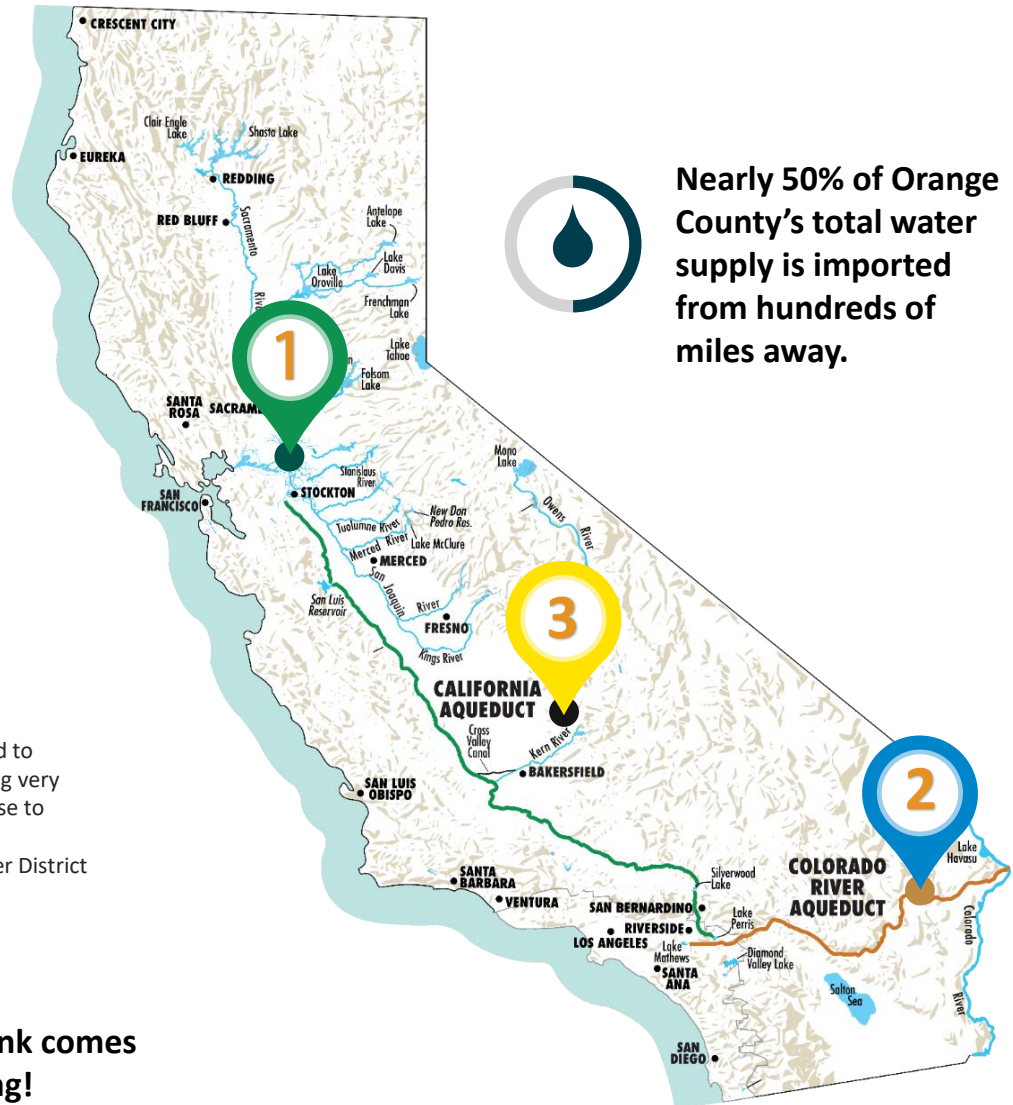 CRESCENT CITY
Clair Engle
Lake
Shasta Lake
EUREKA
REDDING
RED BLUFF
Sacramento
Antelope
Lake
Lake
Davis
Lake
Oroville
Frenchman
Lake
Nearly 50% of Orange
County’s total water
supply is imported
from hundreds of
miles away.
1
Lake
Tahoe
Folsom
Lake
SANTA
ROSA
Mono
Lake
Stanislaus
River
STOCKTON
SAN
FRANCISCO
New Don
Pedro Res.
Owens
River
Tuolumne River
Merced River
Lake McClure
MERCED
San Joaquin
River
San Luis
Reservoir
FRESNO
3
Kings River
CALIFORNIA
AQUEDUCT
Cross
Valley
Canal
Kern River
BAKERSFIELD
SAN LUIS
OBISPO
2
Lake
Havasu
COLORADO
RIVER
AQUEDUCT
Colorado
River
SANTA
BARBARA
VENTURA
Silverwood
Lake
SAN BERNARDINO
Lake
Perris
RIVERSIDE
LOS ANGELES
Lake
Mathews
Diamond
Valley Lake
SANTA
ANA
Salton
Sea
SAN
DIEGO
d to
g very
se to
er District
nk comes
ng!